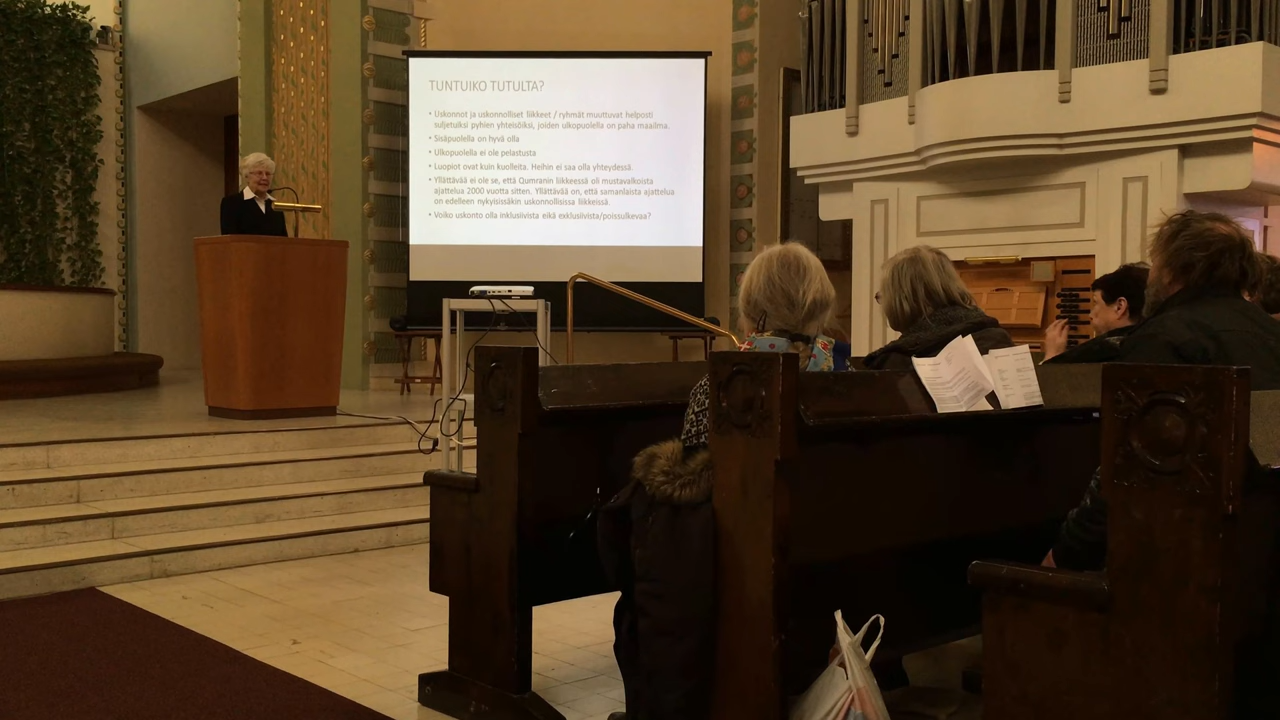 TUNTUIKO TUTULTA?
• Uskonnot ja uskonnolliset liikkeet / ryhmät muuttuvat helposti
suljetuiksi pyhien yhteisöiksi, joiden ulkopuolella on paha maailma.
• Sisäpuolella on hyvä olla
• Ulkopuolella ei ole pelastusta
• Luopiot ovat kuin kuolleita. Heihin ei saa olla yhteydessä.
• Yllättävää ei ole se, että Qumranin liikkeessä oli mustavalkoista
ajattelua 2000 vuotta sitten. Yllättävää on, että samanlaista ajattelua
on edelleen nykyisissäkin uskonnollisissa liikkeissä.
• Voiko uskonto olla inklusiivista eikä exklusiivista/poissulkevaa?